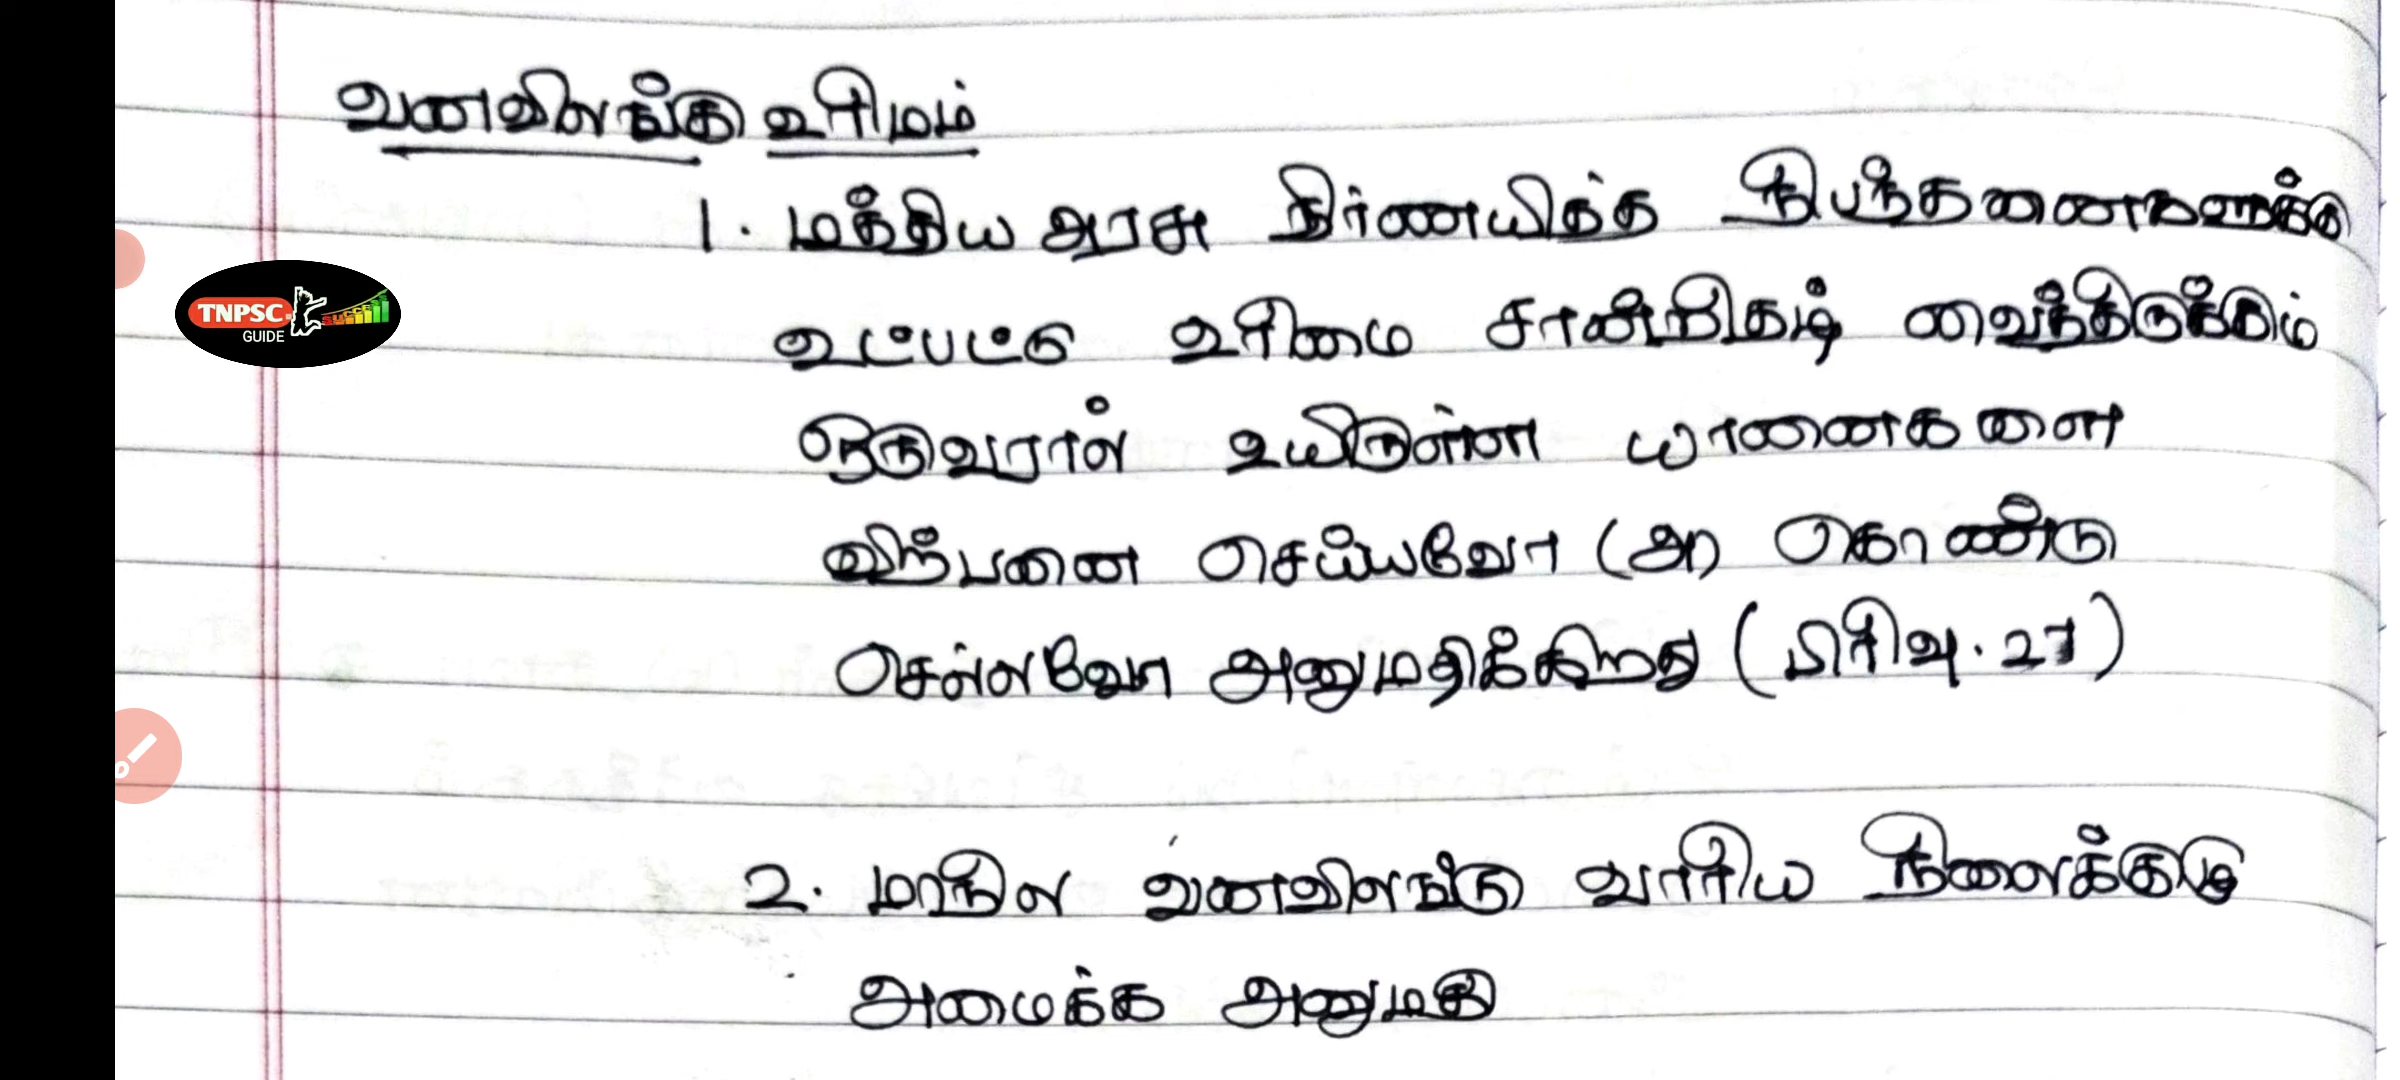 வனவிலங்கு உரிமம்
1. மத்திய அரசு நிர்ணயித்த நிபந்தனைகளுக்கு
உட்பட்டு உரிமை சான்றிதழ் வைத்திருக்கும்
TNPSC
SUCCESS
GUIDE
ஒருவரால் உயிருள்ள யானைகளை
விற்பனை செய்யவோ (அ) கொண்டு
செல்லவோ அனுமதிக்கிறது (பிரிவு. 27)
2. மாநில வனவிலங்கு வாரிய நிலைக்குழு
அமைக்க அனுமதி